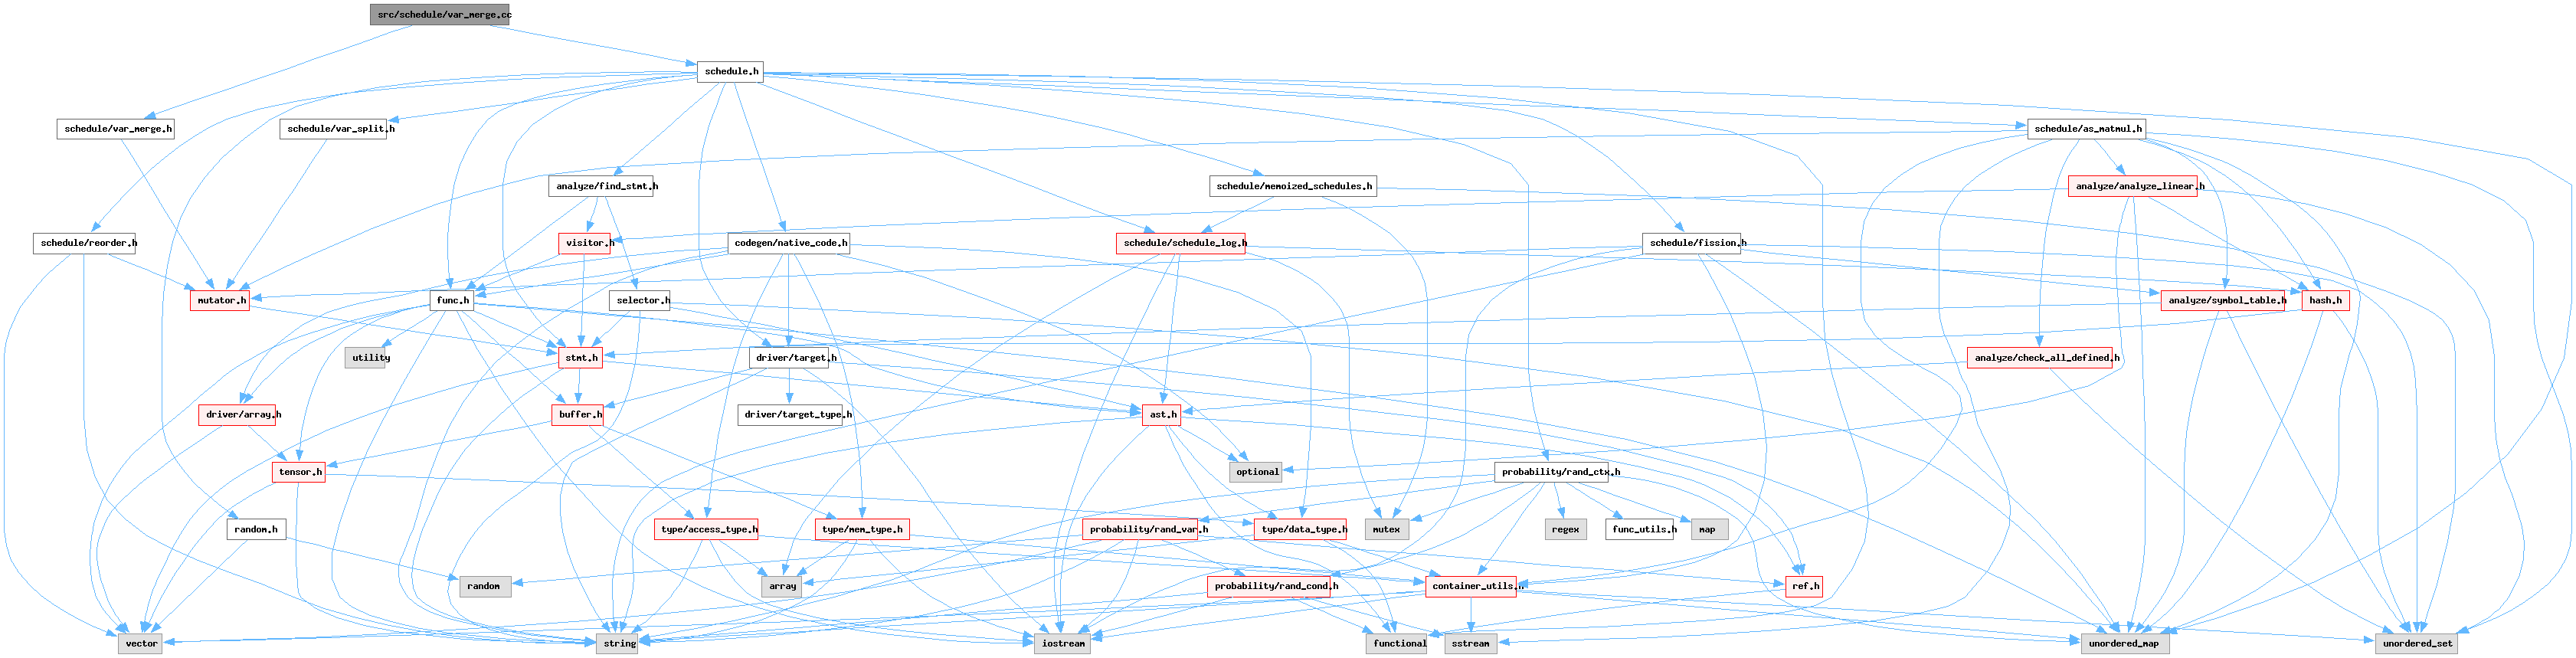 src/schedule/var_merge.cc
schedule.h
schedule/var_merge.h
schedule/var_split.h
schedule/as_matmul.h
analyze/find_stmt.h
schedule/memoized_schedules.h
analyze/analyze_linear.h
schedule/reorder.h
visitor.h
codegen/native_code.h
schedule/schedule_log.h
schedule/fission.h
mutator.h
func.h
selector.h
analyze/symbol_table.h
hash.h
utility
stmt.h
driver/target.h
analyze/check_all_defined.h
driver/array.h
buffer.h
driver/target_type.h
ast.h
tensor.h
optional
probability/rand_ctx.h
random.h
type/access_type.h
type/mem_type.h
probability/rand_var.h
type/data_type.h
mutex
regex
func_utils.h
map
random
array
probability/rand_cond.h
container_utils.h
ref.h
vector
string
iostream
functional
sstream
unordered_map
unordered_set